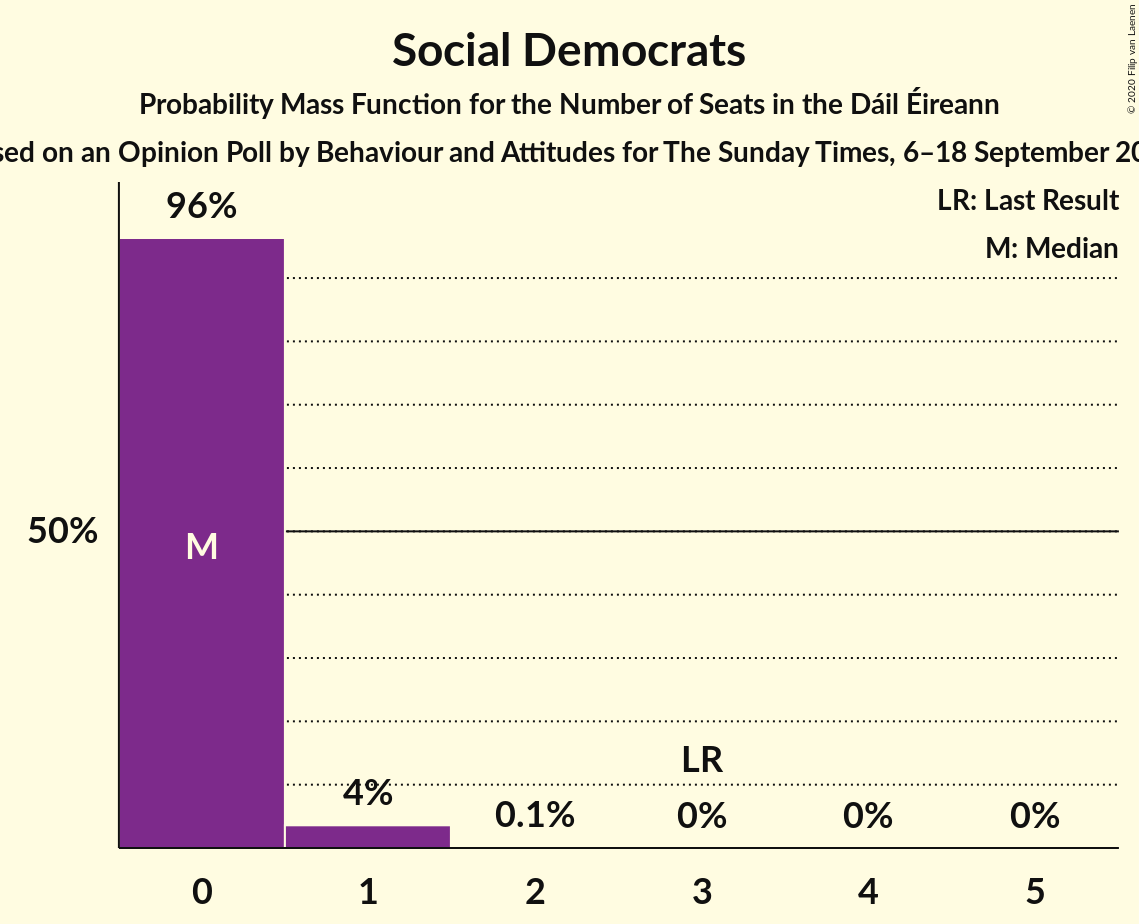 Social Democrats
Probability Mass Function for the Number of Seats in the Dáil Éireann
sed on an Opinion Poll by Behaviour and Attitudes for The Sunday Times, 6–18 September 20
© 2020 Filip van Laenen
LR: Last Result
M: Median
96%
50%
M
LR
4%
0.1%
0%
0%
0%
0
1
2
3
4
5